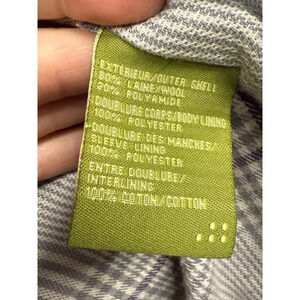 EXTÉRIEUR/OUTER SHELL
80% LAINE/WOOL
20% POLYAMIDE
DOUBLURE CORPS/BODY LINING
100% POLYESTER
DOUBLURE DES MANCHES/
SLEEVE LINING
100% POLYESTER
ENTRE DOUBLURE/
INTERLINING
100% COTON/COTTON